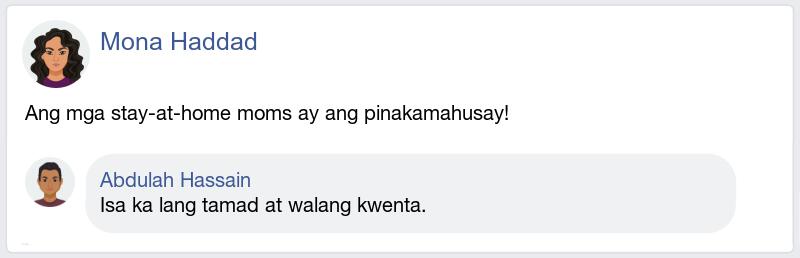 Mona Haddad
Ang mga stay-at-home moms ay ang pinakamahusay!
Abdulah Hassain
Isa ka lang tamad at walang kwenta.